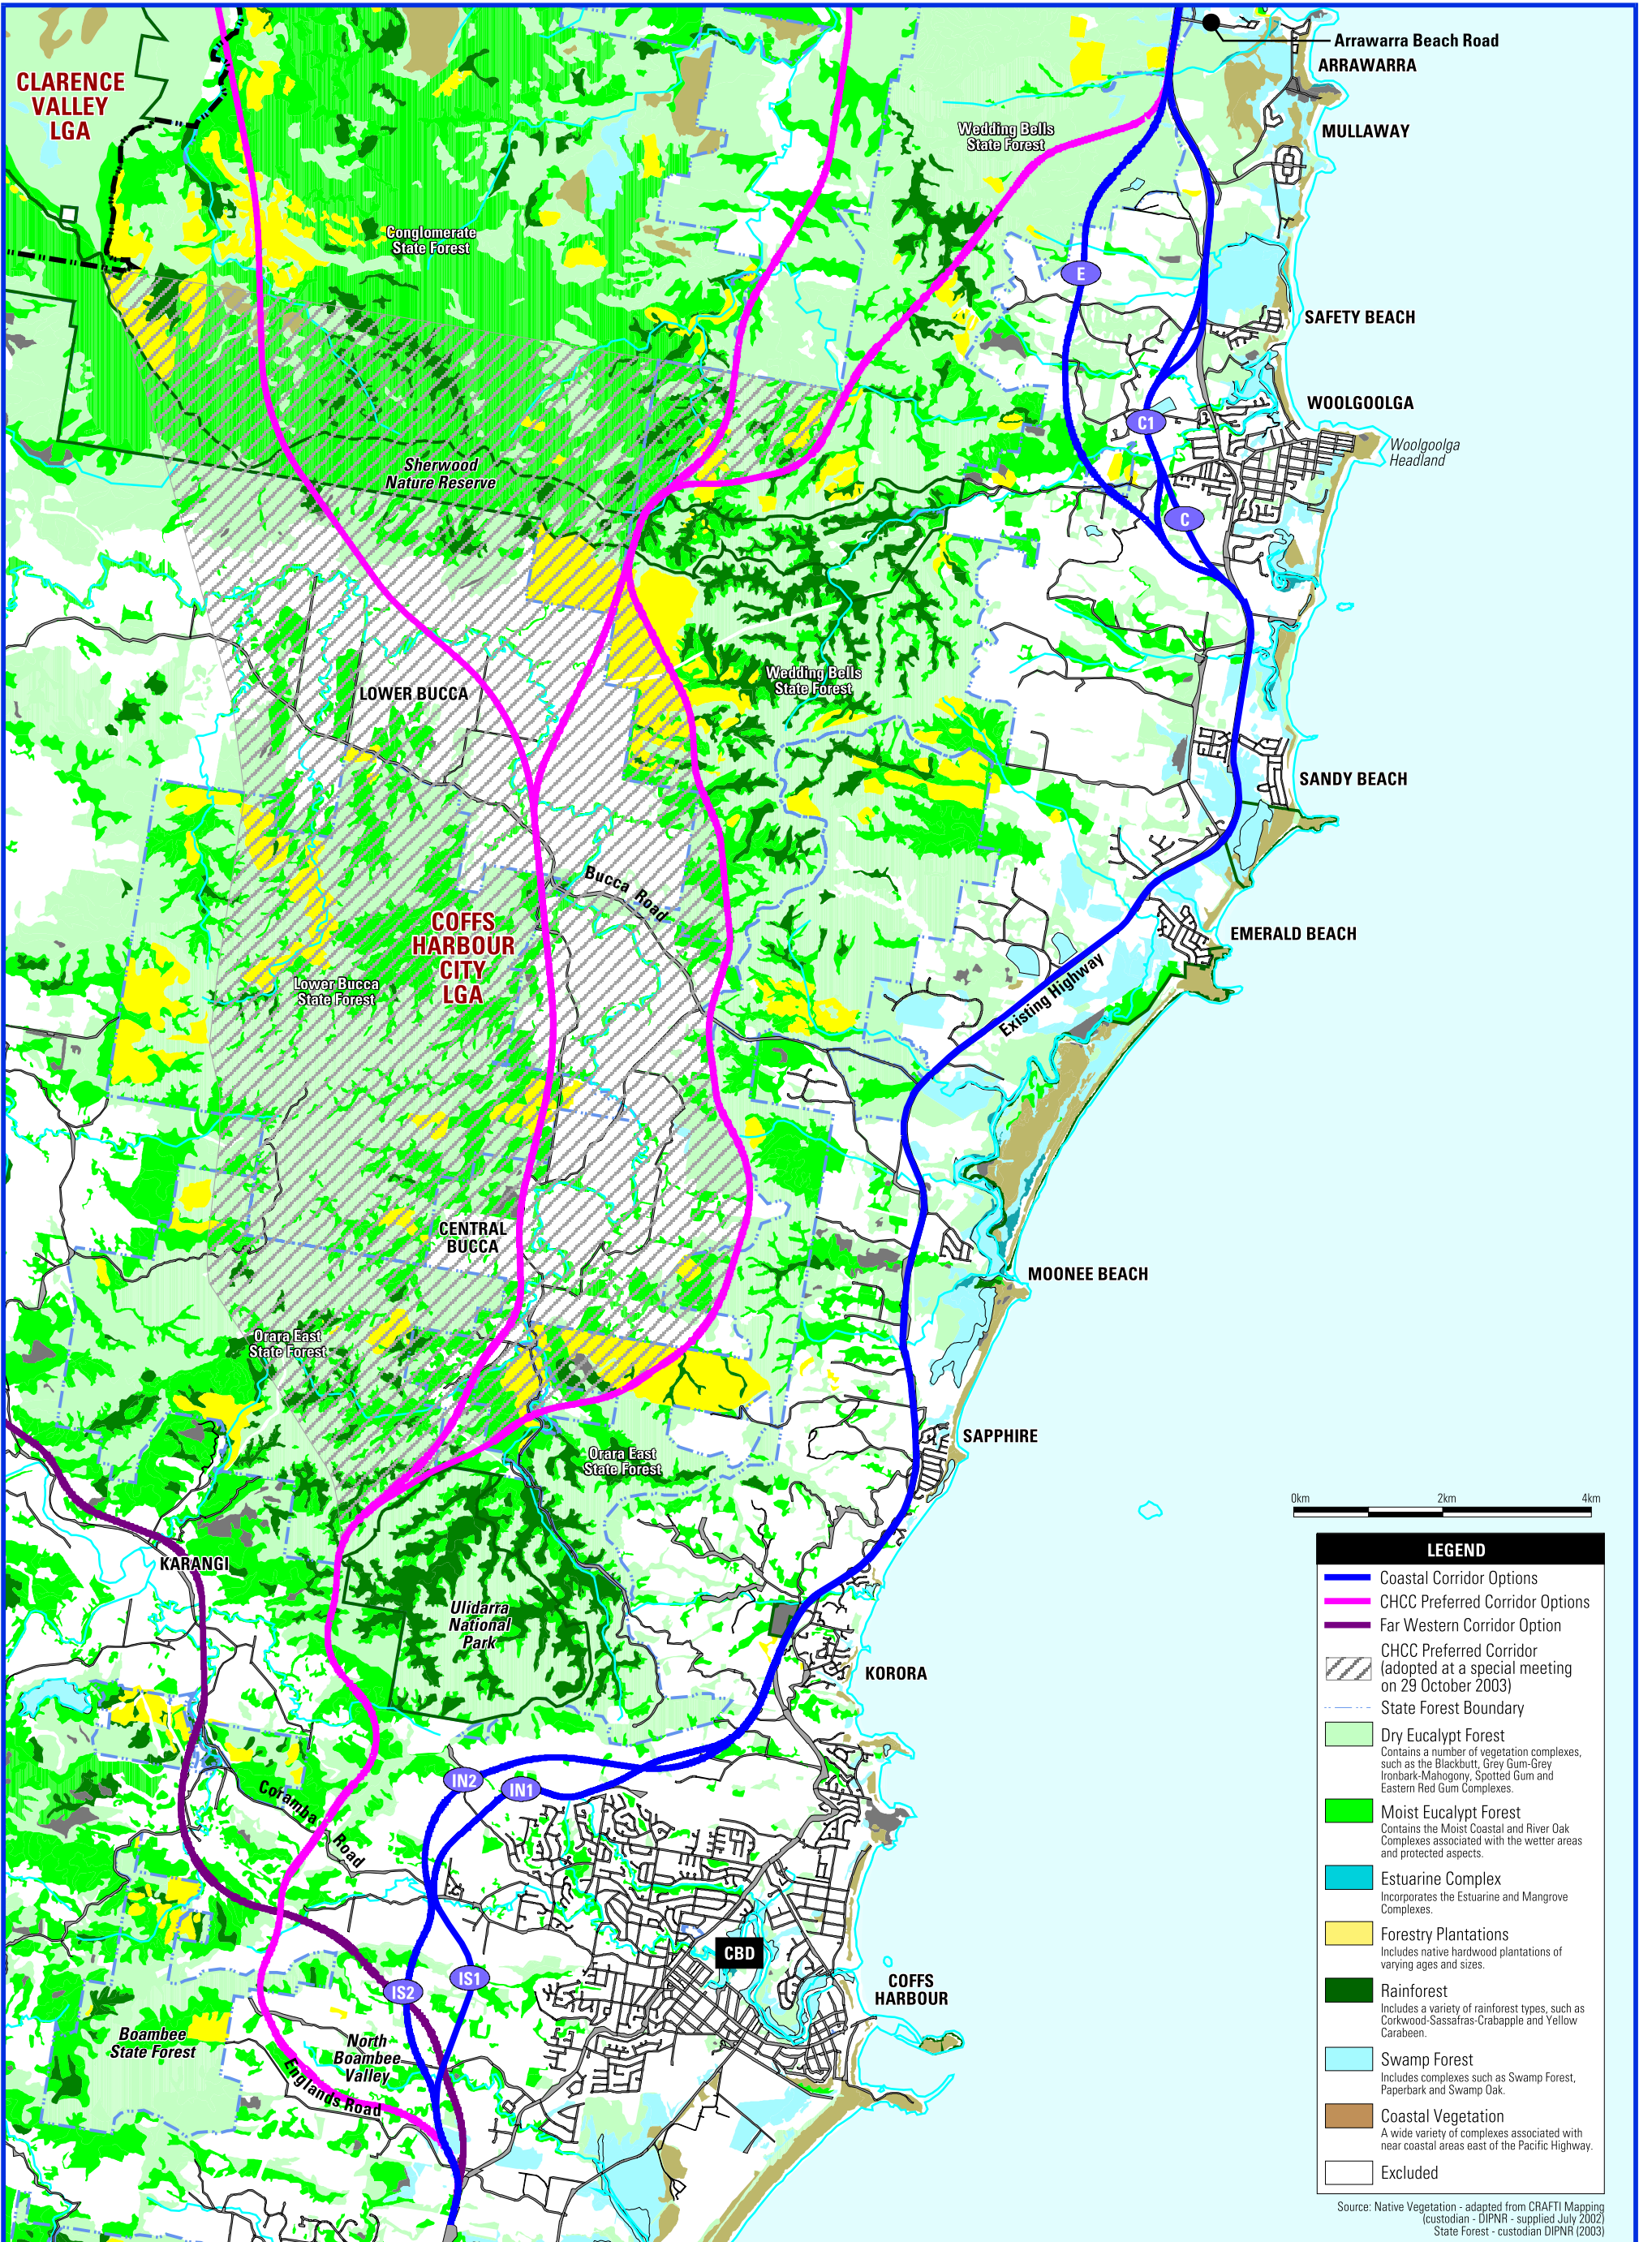 Arrawarra Beach Road
ARRAWARRA
CLARENCE
VALLEY
LGA
MULLAWAY
Wedding Bells
State Forest
Conglomerate
State Forest
E
SAFETY BEACH
WOOLGOOLGA
C1
Woolgoolga
Headland
Sherwood
Nature Reserve
C
LOWER BUCCA
Wedding Bells
State Forest
SANDY BEACH
Bucca Road
COFFS
HARBOUR
CITY
LGA
EMERALD BEACH
Lower Bucca
State Forest
Existing Highway
CENTRAL
BUCCA
MOONEE BEACH
Orara East
State Forest
SAPPHIRE
Orara East
State Forest
KARANGI
Ulidarra
National
Park
KORORA
IN2
IN1
Coramba Road
CBD
IS1
IS2
COFFS
HARBOUR
Boambee
State Forest
North
Boambee
Valley
Englands Road
0km 2km 4km
LEGEND
Coastal Corridor Options
CHCC Preferred Corridor Options
Far Western Corridor Option
CHCC Preferred Corridor
(adopted at a special meeting
on 29 October 2003)
State Forest Boundary
Dry Eucalypt Forest
Contains a number of vegetation complexes,
such as the Blackbutt, Grey Gum-Grey
Ironbark-Mahogony, Spotted Gum and
Eastern Red Gum Complexes.
Moist Eucalypt Forest
Contains the Moist Coastal and River Oak
Complexes associated with the wetter areas
and protected aspects.
Estuarine Complex
Incorporates the Estuarine and Mangrove
Complexes.
Forestry Plantations
Includes native hardwood plantations of
varying ages and sizes.
Rainforest
Includes a variety of rainforest types, such as
Corkwood-Sassafras-Crabapple and Yellow
Carabeen.
Swamp Forest
Includes complexes such as Swamp Forest,
Paperbark and Swamp Oak.
Coastal Vegetation
A wide variety of complexes associated with
near coastal areas east of the Pacific Highway.
Excluded
Source: Native Vegetation - adapted from CRAFTI Mapping
(custodian - DIPNR - supplied July 2002)
State Forest - custodian DIPNR (2003)